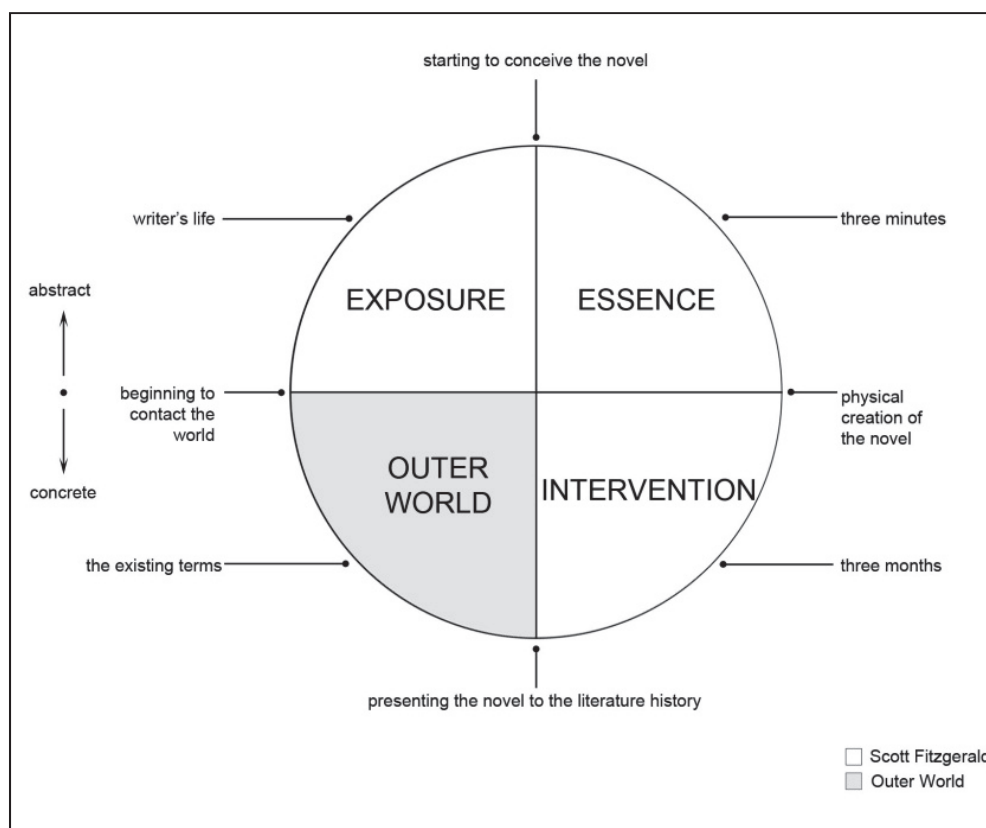 starting to conceive the novel
writer's life
three minutes
abstract
EXPOSURE
ESSENCE
beginning to
contact the
world
physical
creation of
the novel
OUTER
WORLD
INTERVENTION
concrete
the existing terms
three months
presenting the novel to the literature history
Scott Fitzgerald
Outer World